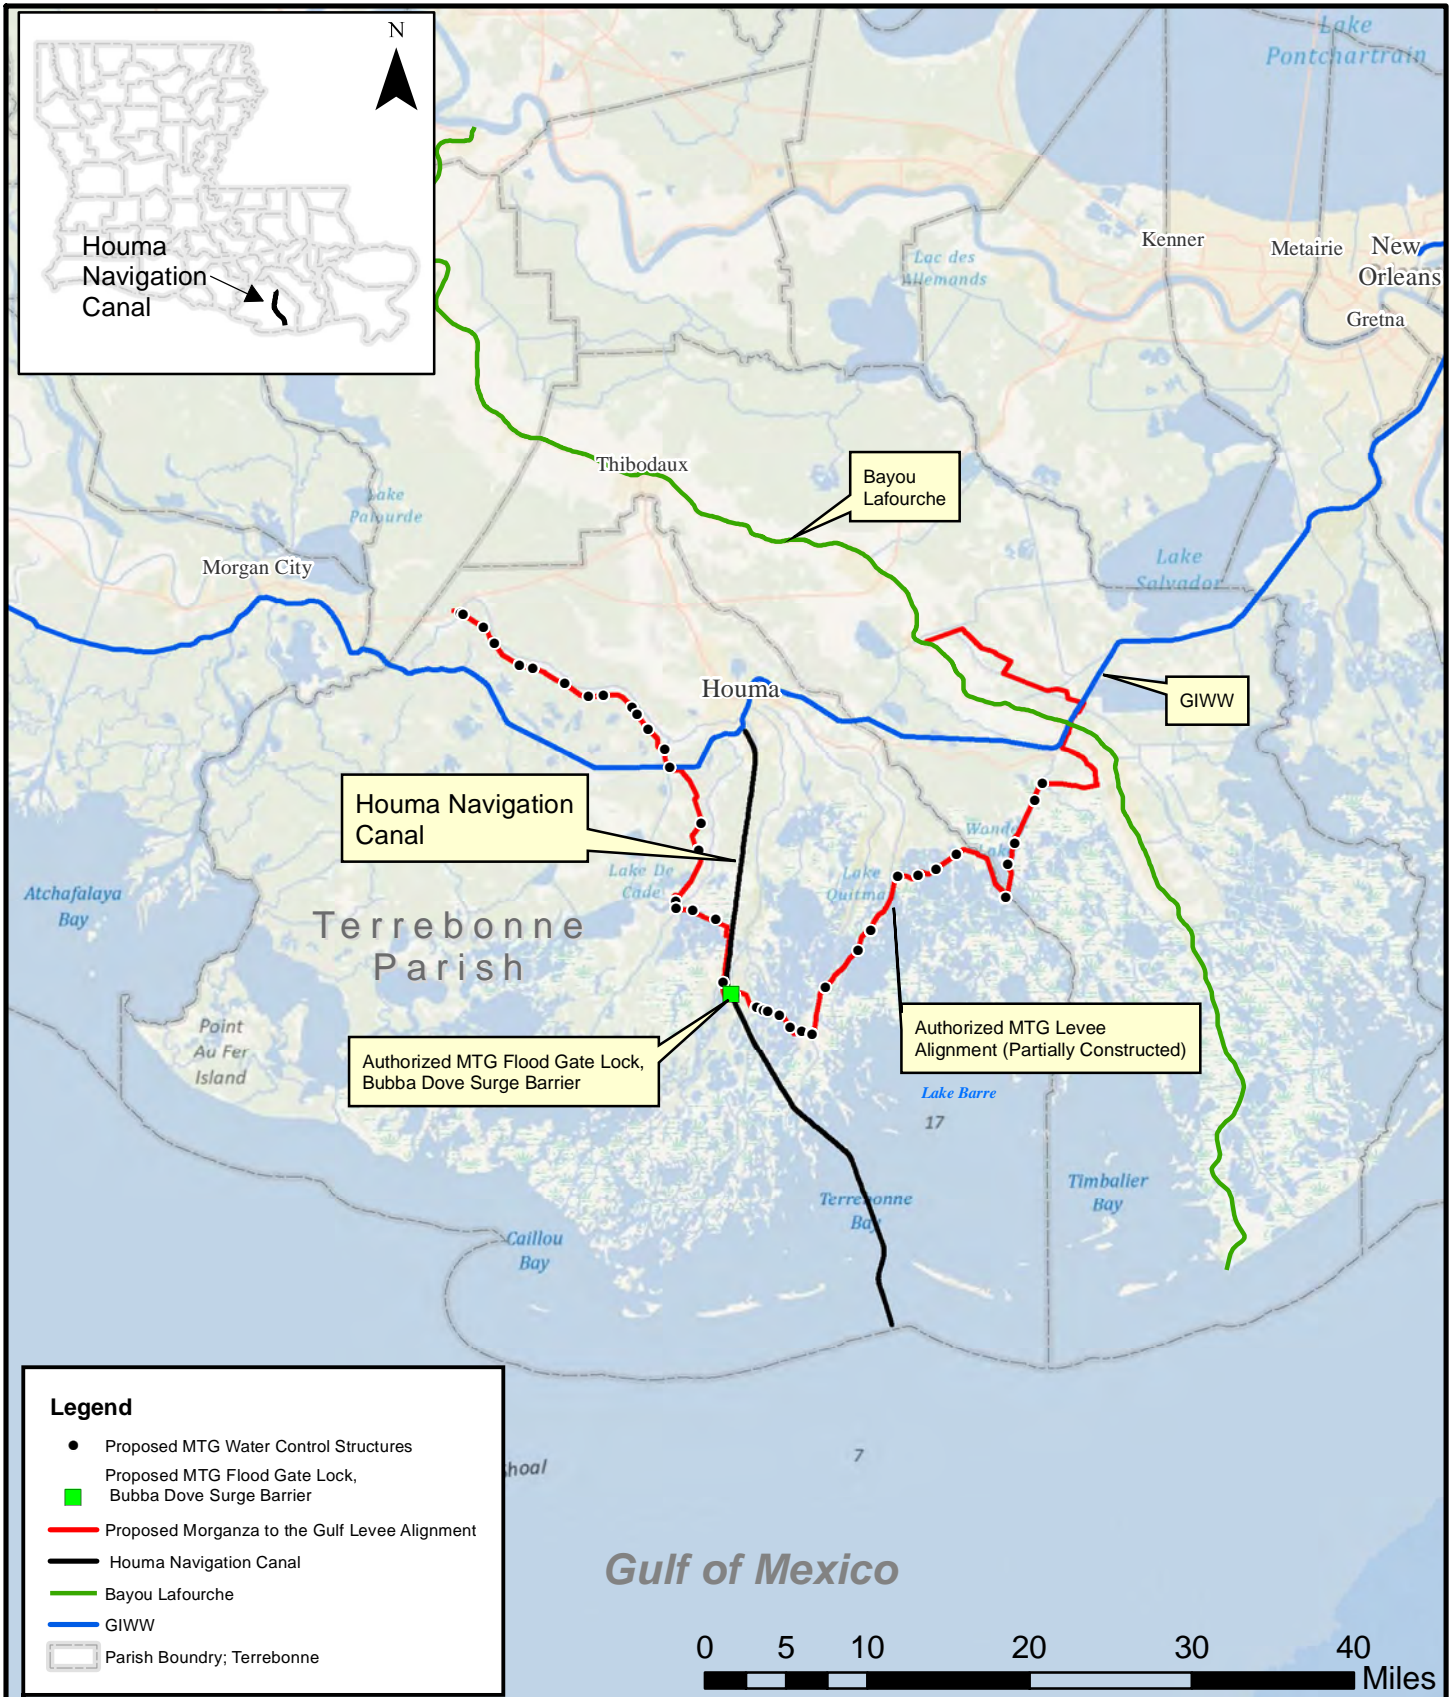 N
Houma
Navigation
Canal
Lake
Pontchartrain
Kenner
Metairie
New
Orleans
Gretna
Lac des
Allemands
Thibodaux
Bayou
Lafourche
Lake
Palourde
Morgan City
Lake
Salvador
Houma
GIWW
Houma Navigation
Canal
Lake De
Cade
Lake
Quitma
Atchafalaya
Bay
Terrebonne
Parish
Point
Au Fer
Island
Authorized MTG Flood Gate Lock,
Bubba Dove Surge Barrier
Authorized MTG Levee
Alignment (Partially Constructed)
Lake Barre
17
Timbalier
Bay
Terrebonne
Bay
Caillou
Bay
Legend
Proposed MTG Water Control Structures
Proposed MTG Flood Gate Lock,
Bubba Dove Surge Barrier
Proposed Morganza to the Gulf Levee Alignment
Houma Navigation Canal
Bayou Lafourche
GIWW
Parish Boundry; Terrebonne
7
Gulf of Mexico
0 5 10 20 30 40
Miles